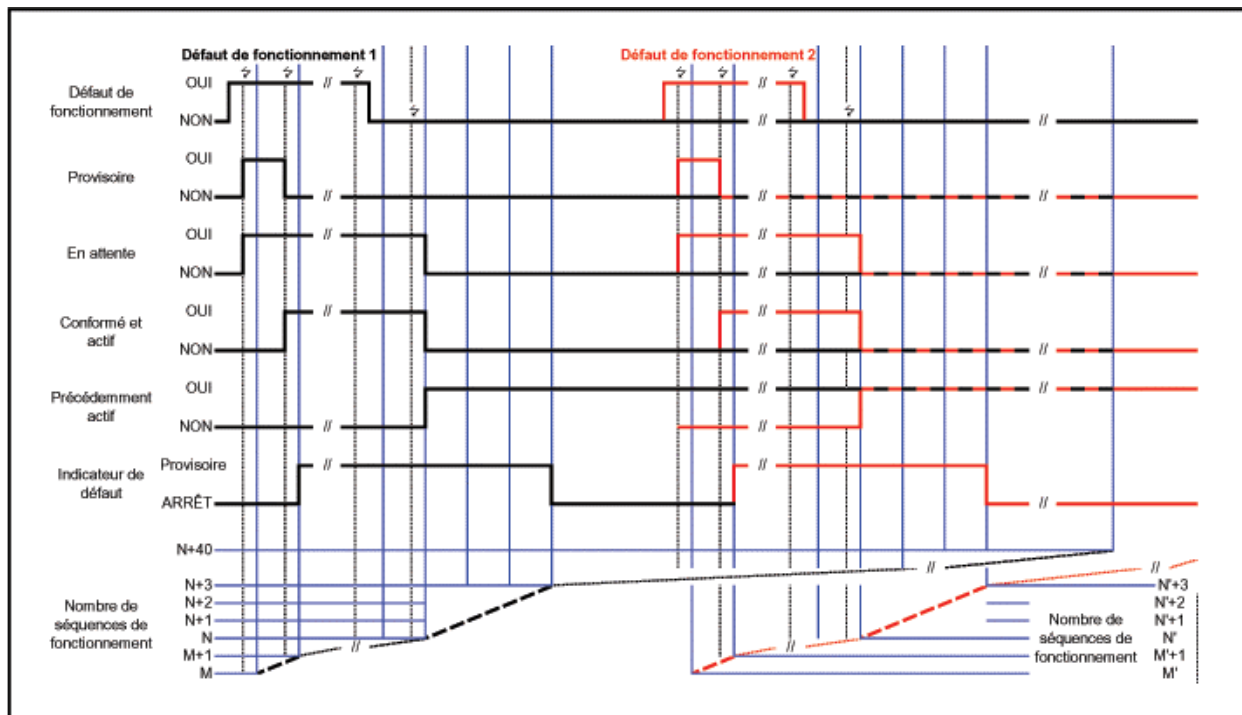 Défaut de fonctionnement 1
Défaut de fonctionnement 2
Défaut de
fonctionnement
OUI
NON
//
//
//
Provisoire
OUI
NON
//
//
//
En attente
OUI
NON
//
//
//
//
//
Conformé et
actif
OUI
NON
//
//
//
//
//
Précédemment
actif
OUI
NON
//
//
//
//
Indicateur de
défaut
Provisoire
ARRÊT
//
//
//
Nombre de
séquences de
fonctionnement
N+40
N+3
N+2
N+1
N
M+1
M
//
//
//
//
Nombre de
séquences de
fonctionnement
N'+3
N'+2
N'+1
N'
M'+1
M'